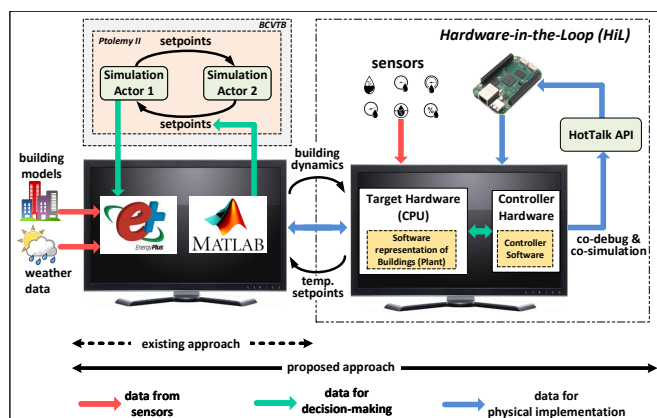 BCVTB
Ptolemy II
setpoints
Simulation
Actor 1
Simulation
Actor 2
setpoints
Hardware-in-the-Loop (HiL)
sensors
HotTalk API
building
models
weather
data
e+
EnergyPlus
MATLAB
building
dynamics
temp.
setpoints
Target Hardware
(CPU)
Software
representation of
Buildings (Plant)
Controller
Hardware
Controller
Software
co-debug &
co-simulation
existing approach
proposed approach
data from
sensors
data for
decision-making
data for
physical implementation